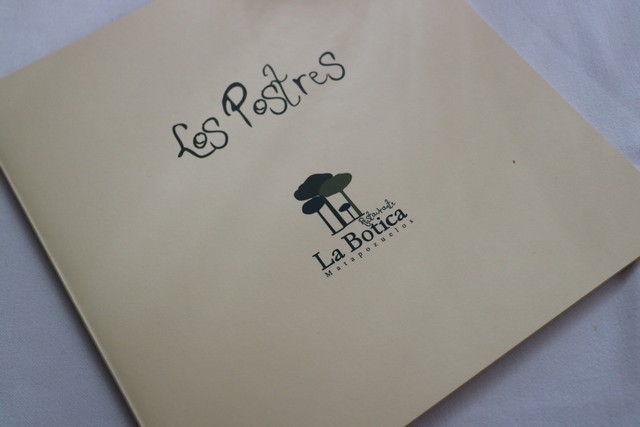 Los Postres
Restaurante
La Botica
Matapozuelos